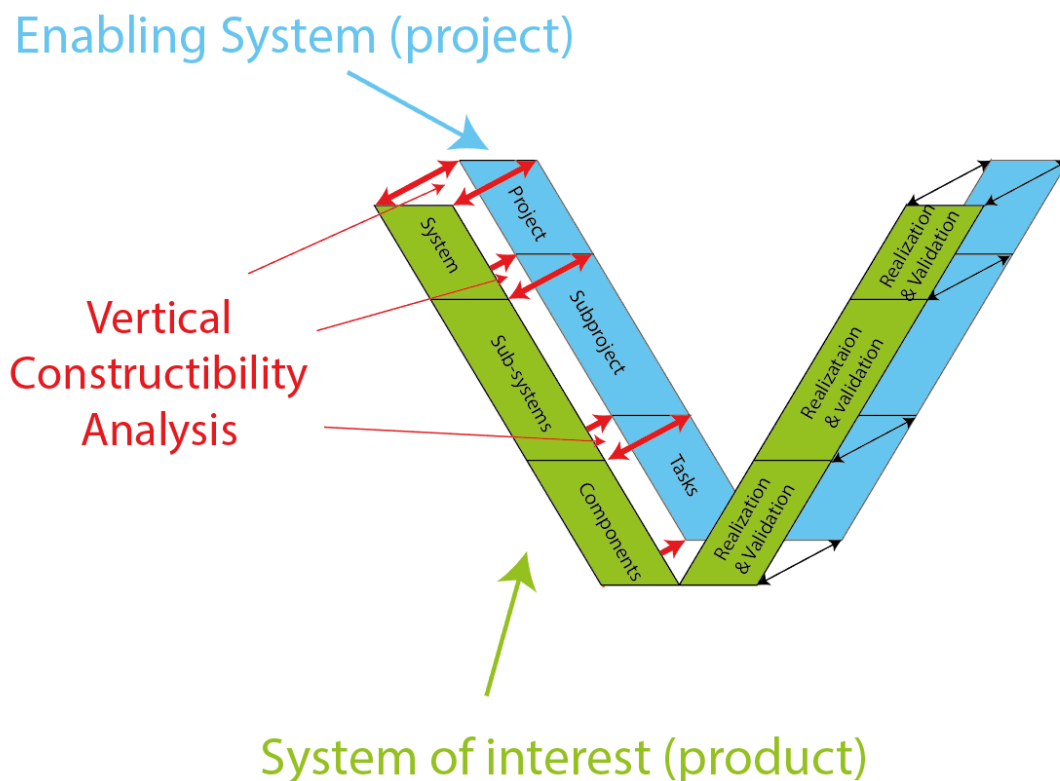 Enabling System (project)
Project
System
Subproject
Sub-systems
Tasks
Components
Vertical
Constructibility
Analysis
Realization
& Validation
Realizataion
& validation
Realization
& Validation
System of interest (product)